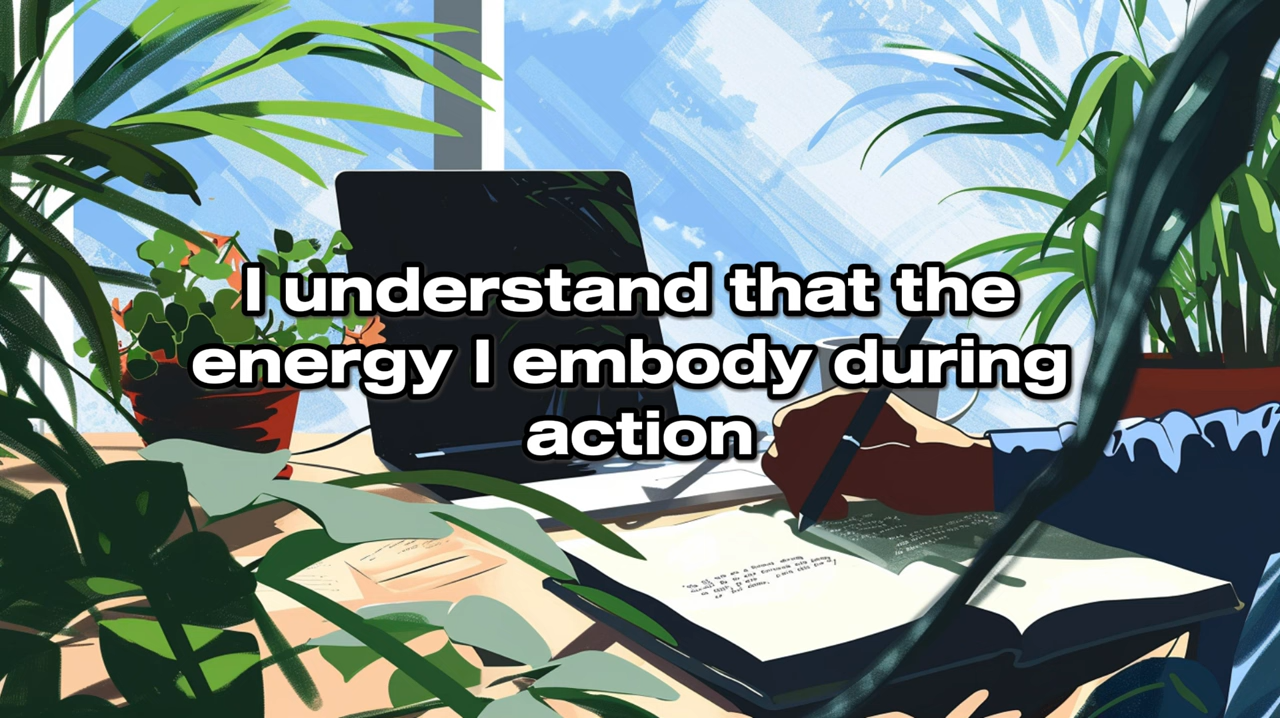 I understand that the
energy I embody during
action